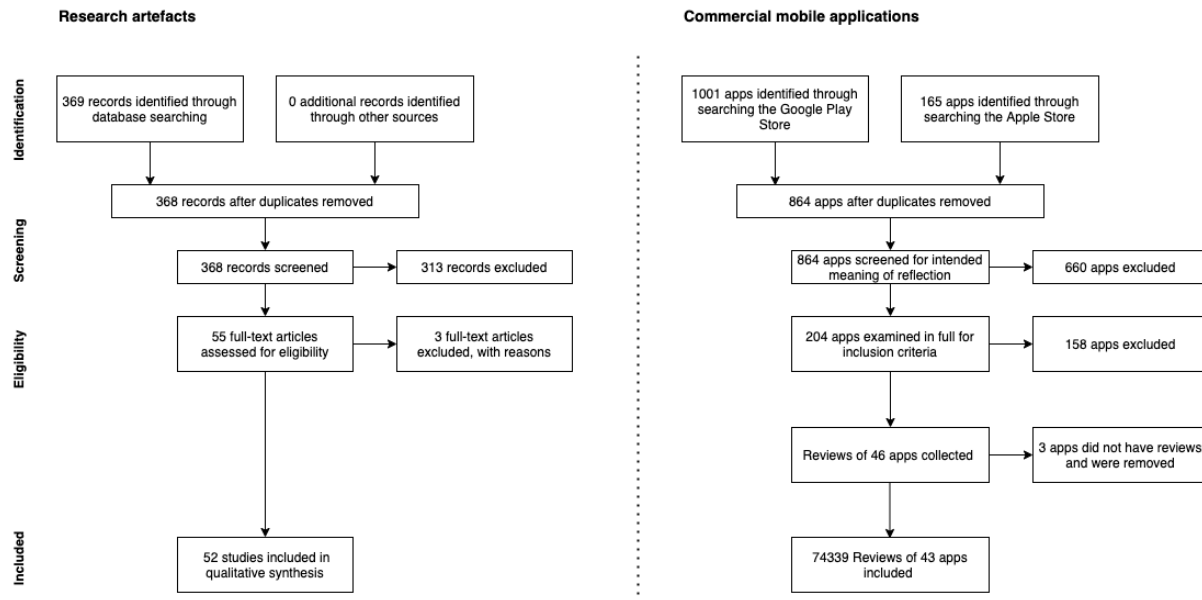 Research artefacts
Commercial mobile applications
Identification
369 records identified through
database searching
0 additional records identified
through other sources
1001 apps identified through
searching the Google Play
Store
165 apps identified through
searching the Apple Store
368 records after duplicates removed
864 apps after duplicates removed
Screening
368 records screened
313 records excluded
864 apps screened for intended
meaning of reflection
660 apps excluded
Eligibility
55 full-text articles
assessed for eligibility
3 full-text articles
excluded, with reasons
204 apps examined in full for
inclusion criteria
158 apps excluded
Reviews of 46 apps collected
3 apps did not have reviews
and were removed
Included
52 studies included in
qualitative synthesis
74339 Reviews of 43 apps
included